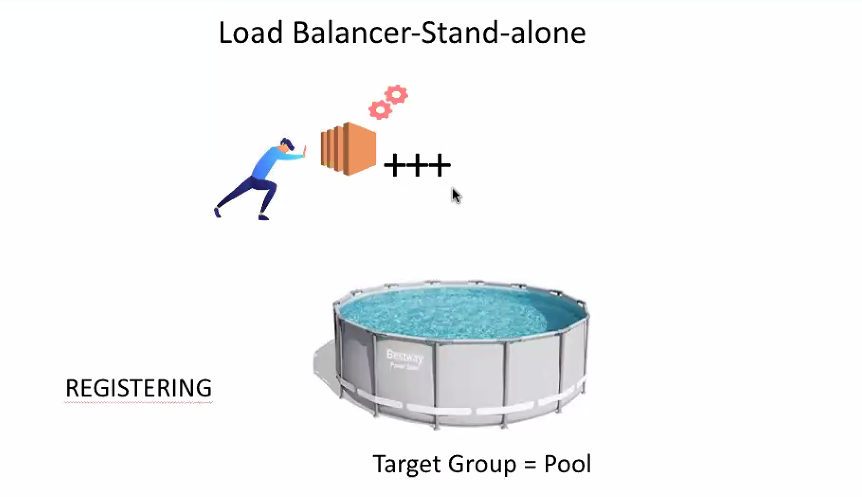 Load Balancer-Stand-alone
+++
Bestway
REGISTERING
Target Group = Pool